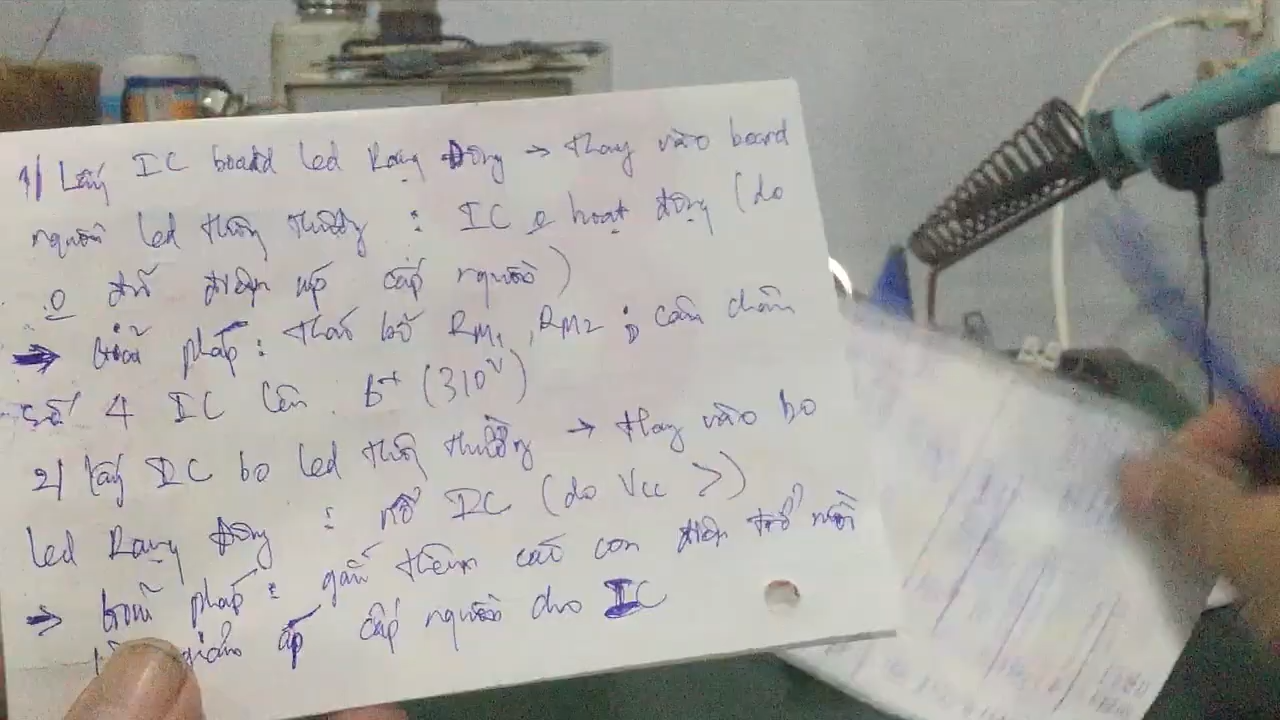 1/ Lấy IC board led Rạng Đông → thay vào board
nguồn led thông thường : IC o hoạt động (do
o đủ điện áp cấp nguồn)
→ Giải pháp: tháo bỏ RM1, RM2 ; câu chân
số 4 IC lên B+ (310V)
2/ Lấy IC bo led thông thường → thay vào bo
led Rạng Đông : nổ IC (do Vcc >)
→ Giải pháp: gắn thêm các con điện trở nối
giảm áp cấp nguồn cho IC